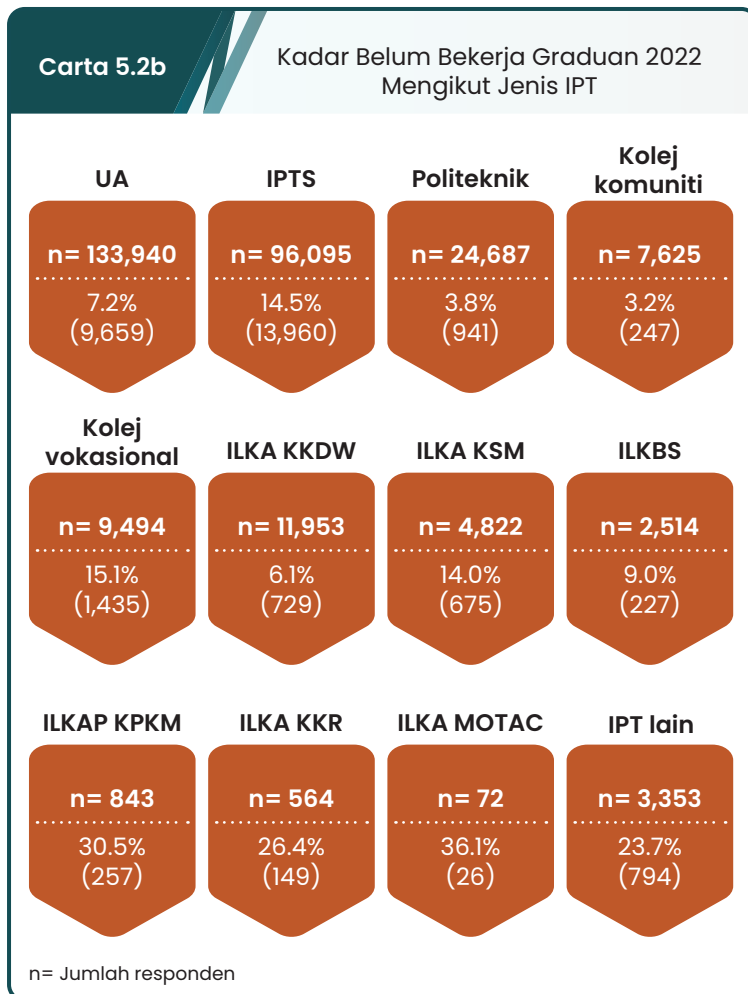 Carta 5.2b
Kadar Belum Bekerja Graduan 2022
Mengikut Jenis IPT
UA
n= 133,940
7.2%
(9,659)
IPTS
n= 96,095
14.5%
(13,960)
Politeknik
n= 24,687
3.8%
(941)
Kolej
komuniti
n= 7,625
3.2%
(247)
Kolej
vokasional
n= 9,494
15.1%
(1,435)
ILKA KKDW
n= 11,953
6.1%
(729)
ILKA KSM
n= 4,822
14.0%
(675)
ILKBS
n= 2,514
9.0%
(227)
ILKAP KPKM
n= 843
30.5%
(257)
ILKA KKR
n= 564
26.4%
(149)
ILKA MOTAC
n= 72
36.1%
(26)
IPT lain
n= 3,353
23.7%
(794)
n= Jumlah responden